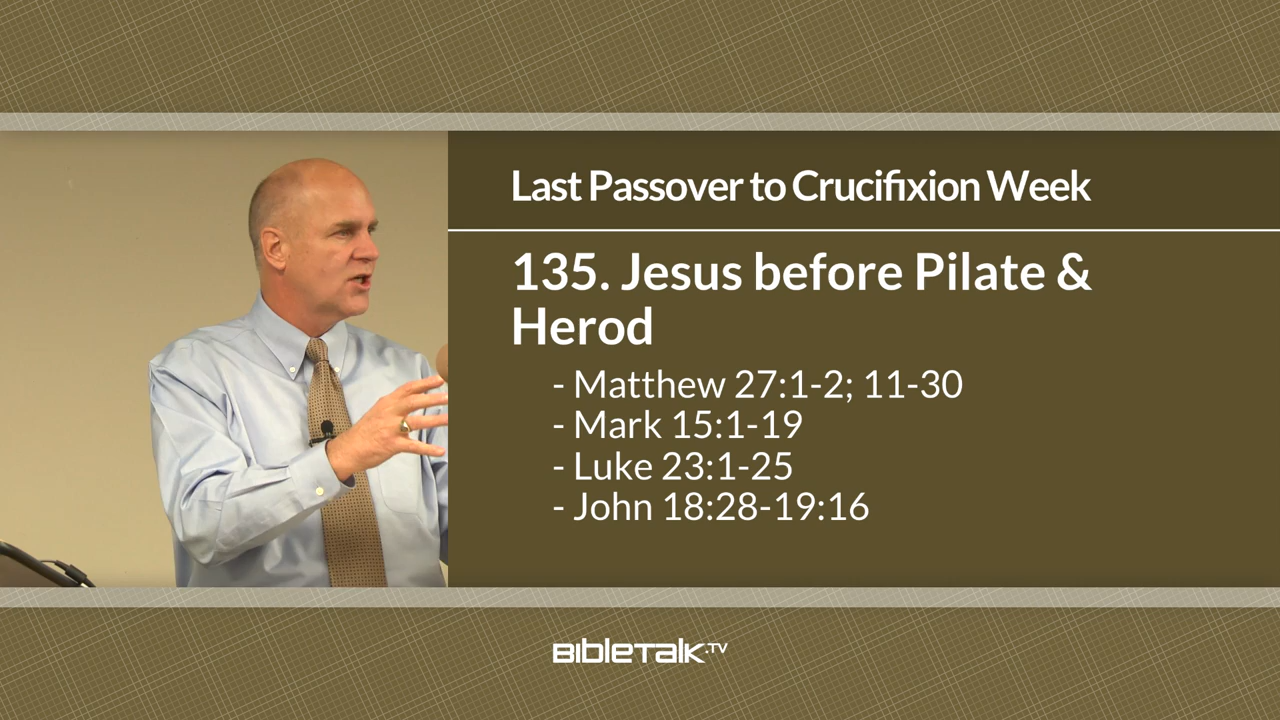 Last Passover to Crucifixion Week
135. Jesus before Pilate &
Herod
- Matthew 27:1-2; 11-30
- Mark 15:1-19
- Luke 23:1-25
- John 18:28-19:16
BIBLETALK.TV